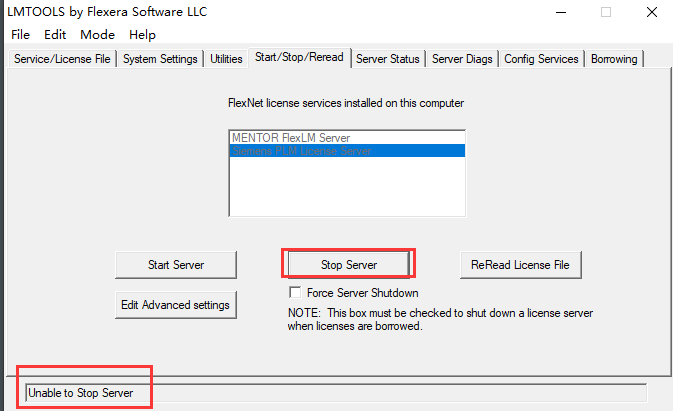 LMTOOLS by Flexera Software LLC
File Edit Mode Help
Service/License File System Settings Utilities Start/Stop/Reread Server Status Server Diags Config Services Borrowing
FlexNet license services installed on this computer
MENTOR FlexLM Server
Siemens PLM License Server
Start Server Stop Server ReRead License File
Force Server Shutdown
Edit Advanced settings
NOTE: This box must be checked to shut down a license server
when licenses are borrowed.
Unable to Stop Server